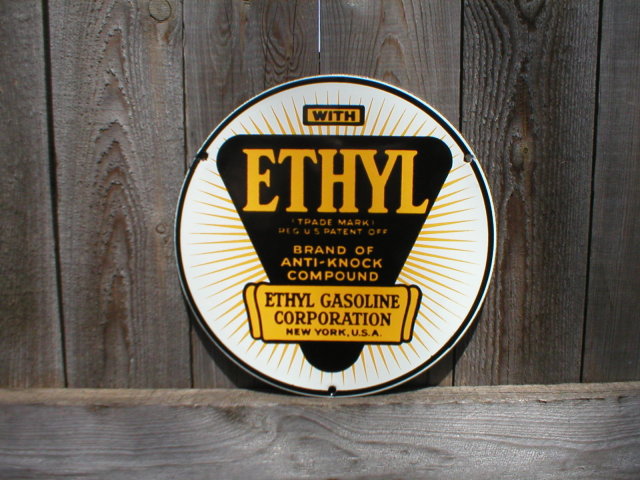 WITH
ETHYL
(TRADE MARK)
REG. U S PATENT OFF
BRAND OF
ANTI-KNOCK
COMPOUND
ETHYL GASOLINE
CORPORATION
NEW YORK, U.S.A.